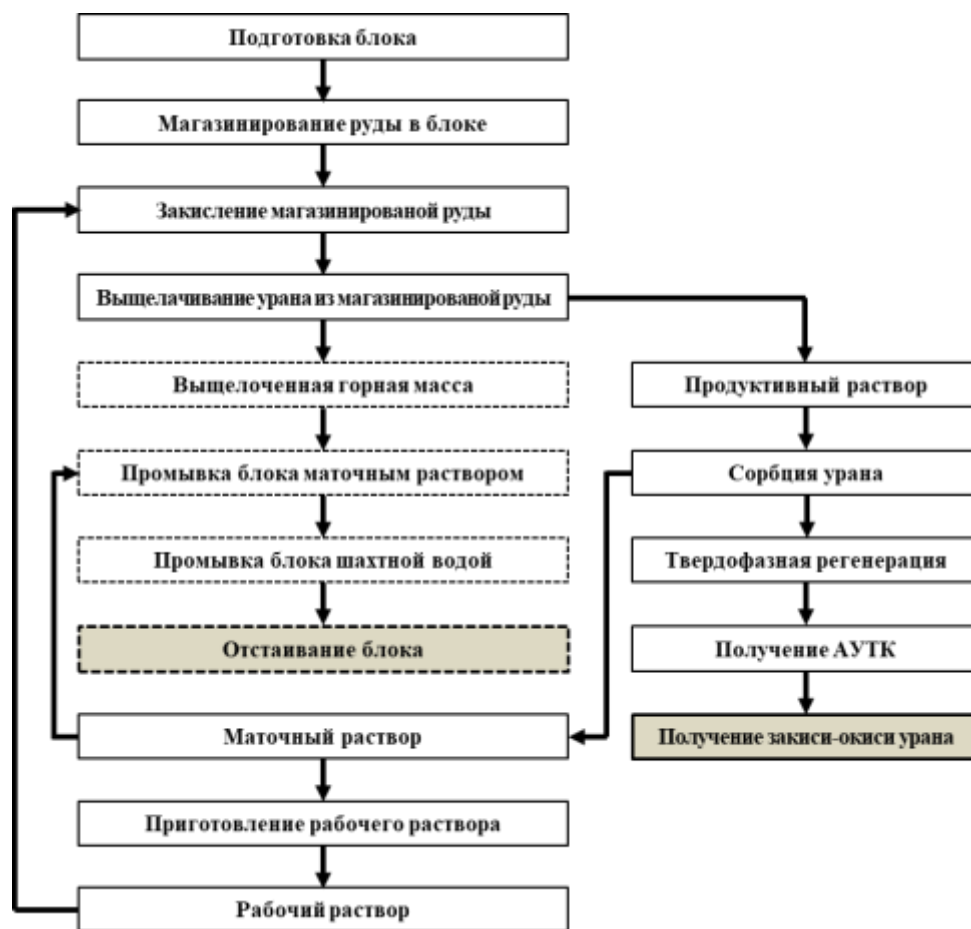 Подготовка блока
Магазинирование руды в блоке
Закисление магазинированой руды
Выщелачивание урана из магазинированой руды
Выщелоченная горная масса
Продуктивный раствор
Промывка блока маточным раствором
Сорбция урана
Промывка блока шахтной водой
Твердофазная регенерация
Отстаивание блока
Получение АУТК
Маточный раствор
Получение закиси-окиси урана
Приготовление рабочего раствора
Рабочий раствор